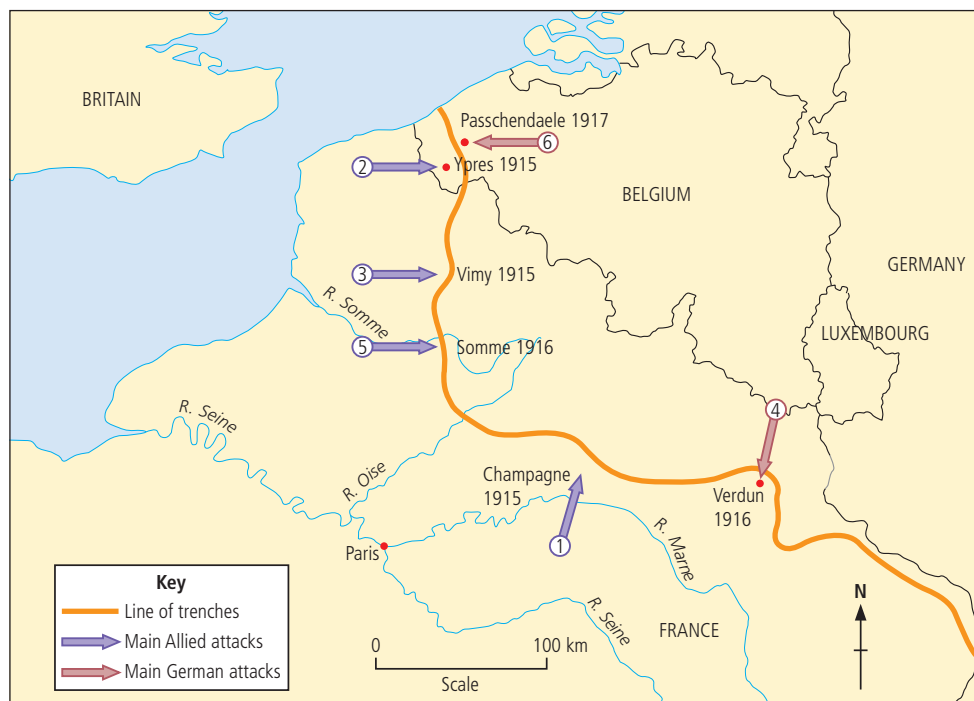 BRITAIN
Passchendaele 1917
6
2
Ypres 1915
BELGIUM
GERMANY
3
Vimy 1915
R. Somme
LUXEMBOURG
5
Somme 1916
R. Seine
4
R. Oise
Champagne
1915
Verdun
1916
Paris
1
R. Marne
Key
Line of trenches
Main Allied attacks
Main German attacks
0
100 km
Scale
R. Seine
FRANCE
N